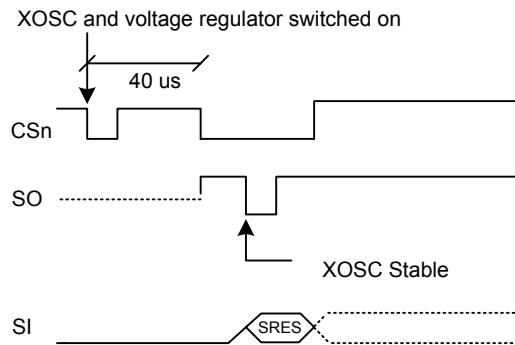 XOSC and voltage regulator switched on
40 us
CSn
SO
XOSC Stable
SI
SRES